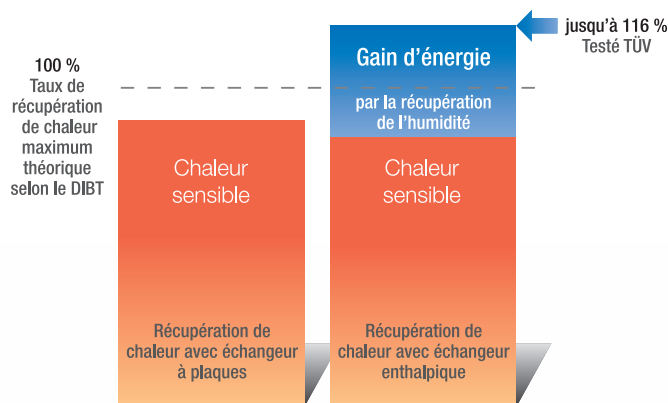 jusqu'à 116 %
Testé TÜV
100 %
Taux de
récupération
de chaleur
maximum
théorique
selon le DIBT
Gain d'énergie
par la récupération
de l'humidité
Chaleur
sensible
Chaleur
sensible
Récupération de
chaleur avec échangeur
à plaques
Récupération de
chaleur avec échangeur
enthalpique